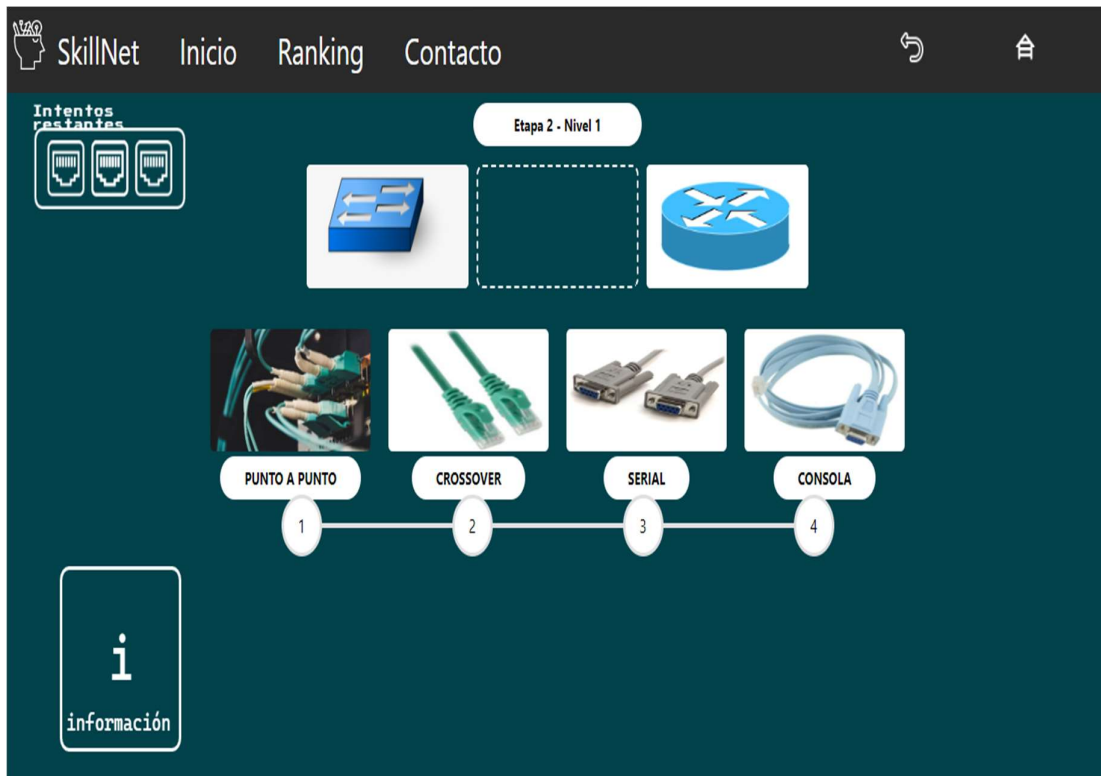 SkillNet Inicio Ranking Contacto
Intentos
restantes
Etapa 2 - Nivel 1
PUNTO A PUNTO CROSSOVER SERIAL CONSOLA
1 2 3 4
i
información